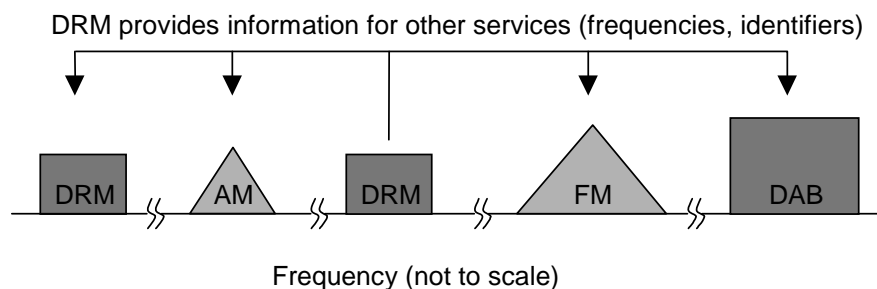 DRM provides information for other services (frequencies, identifiers)
DRM AM DRM FM DAB
Frequency (not to scale)